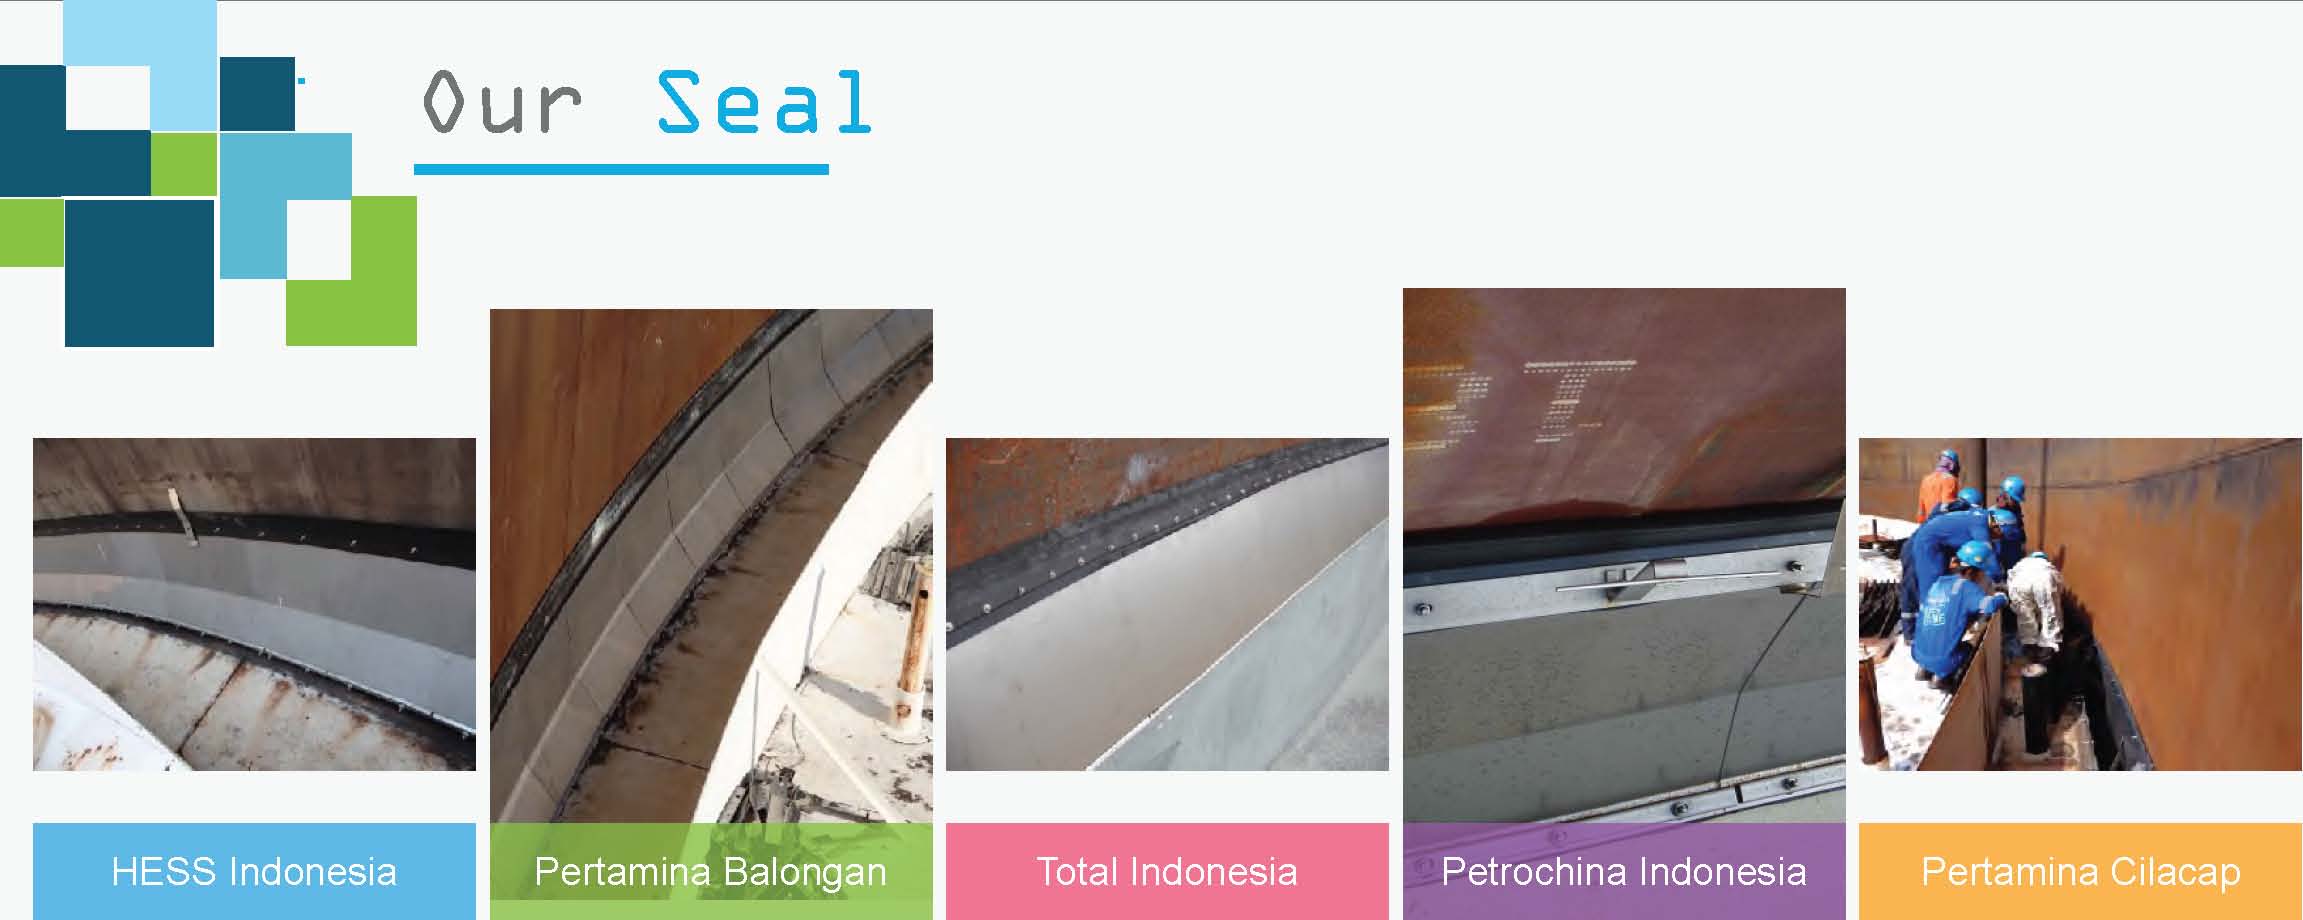 Our Seal
HESS Indonesia
Pertamina Balongan
Total Indonesia
Petrochina Indonesia
Pertamina Cilacap